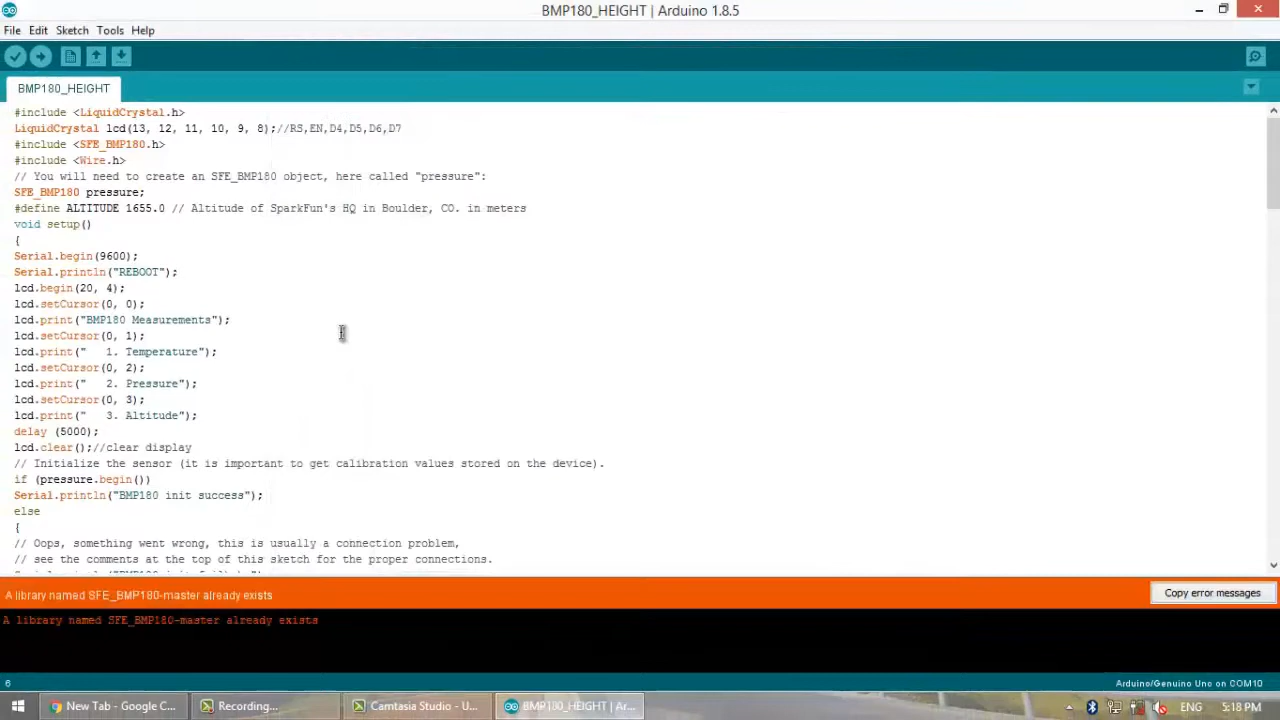 BMP180_HEIGHT | Arduino 1.8.5
File Edit Sketch Tools Help
BMP180_HEIGHT
#include <LiquidCrystal.h>
LiquidCrystal lcd(13, 12, 11, 10, 9, 8);//RS,EN,D4,D5,D6,D7
#include <SFE_BMP180.h>
#include <Wire.h>
// You will need to create an SFE_BMP180 object, here called "pressure":
SFE_BMP180 pressure;
#define ALTITUDE 1655.0 // Altitude of SparkFun's HQ in Boulder, CO. in meters
void setup()
{
Serial.begin(9600);
Serial.println("REBOOT");
lcd.begin(20, 4);
lcd.setCursor(0, 0);
lcd.print("BMP180 Measurements");
lcd.setCursor(0, 1);
lcd.print("   1. Temperature");
lcd.setCursor(0, 2);
lcd.print("   2. Pressure");
lcd.setCursor(0, 3);
lcd.print("   3. Altitude");
delay (5000);
lcd.clear();//clear display
// Initialize the sensor (it is important to get calibration values stored on the device).
if (pressure.begin())
Serial.println("BMP180 init success");
else
{
// Oops, something went wrong, this is usually a connection problem,
// see the comments at the top of this sketch for the proper connections.
A library named SFE_BMP180-master already exists
Copy error messages
A library named SFE_BMP180-master already exists
6
Arduino/Genuino Uno on COM10
New Tab - Google C...
Recording...
Camtasia Studio - U...
BMP180_HEIGHT | Ar...
ENG
5:18 PM